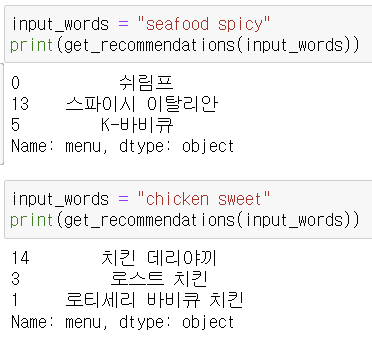 input_words = "seafood spicy"
print(get_recommendations(input_words))
0 쉬림프
13 스파이시 이탈리안
5 K-바비큐
Name: menu, dtype: object
input_words = "chicken sweet"
print(get_recommendations(input_words))
14 치킨 데리야끼
3 로스트 치킨
1 로티세리 바비큐 치킨
Name: menu, dtype: object